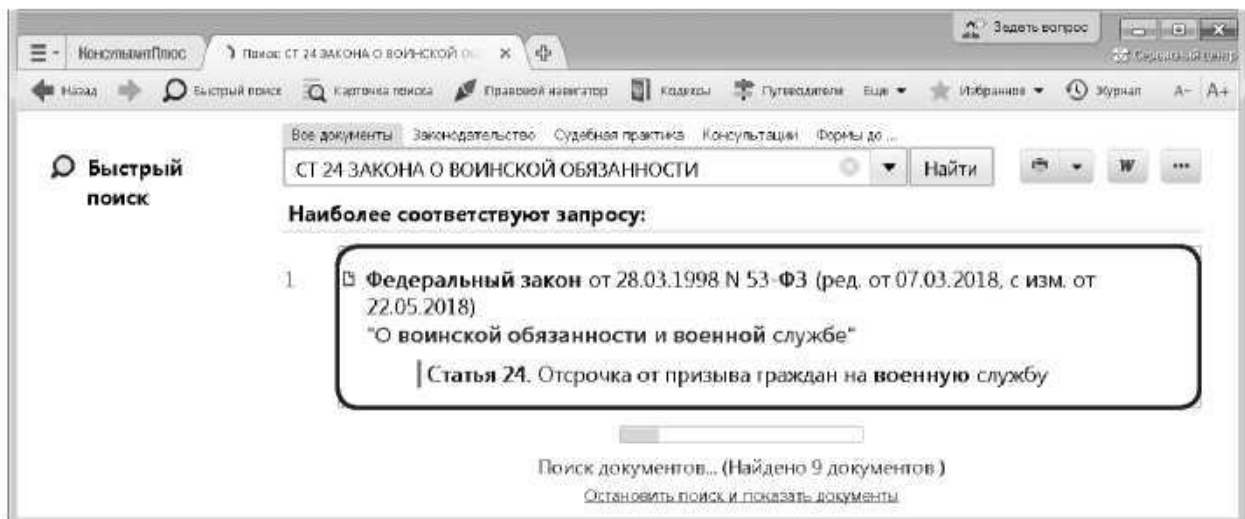 Задать вопрос
КонсультантПлюс
Поиск: СТ 24 ЗАКОНА О ВОИНСКОЙ
Сервисный центр
Назад Быстрый поиск Карточка поиска Правовой навигатор Кодексы Путеводители Еще Избранное Журнал А- А+
Все документы Законодательство Судебная практика Консультации Формы до ...
Быстрый
поиск
СТ 24 ЗАКОНА О ВОИНСКОЙ ОБЯЗАННОСТИ Найти W ...
Наиболее соответствуют запросу:
1 Федеральный закон от 28.03.1998 N 53-ФЗ (ред. от 07.03.2018, с изм. от
22.05.2018)
"О воинской обязанности и военной службе"
Статья 24. Отсрочка от призыва граждан на военную службу
Поиск документов... (Найдено 9 документов )
Остановить поиск и показать документы